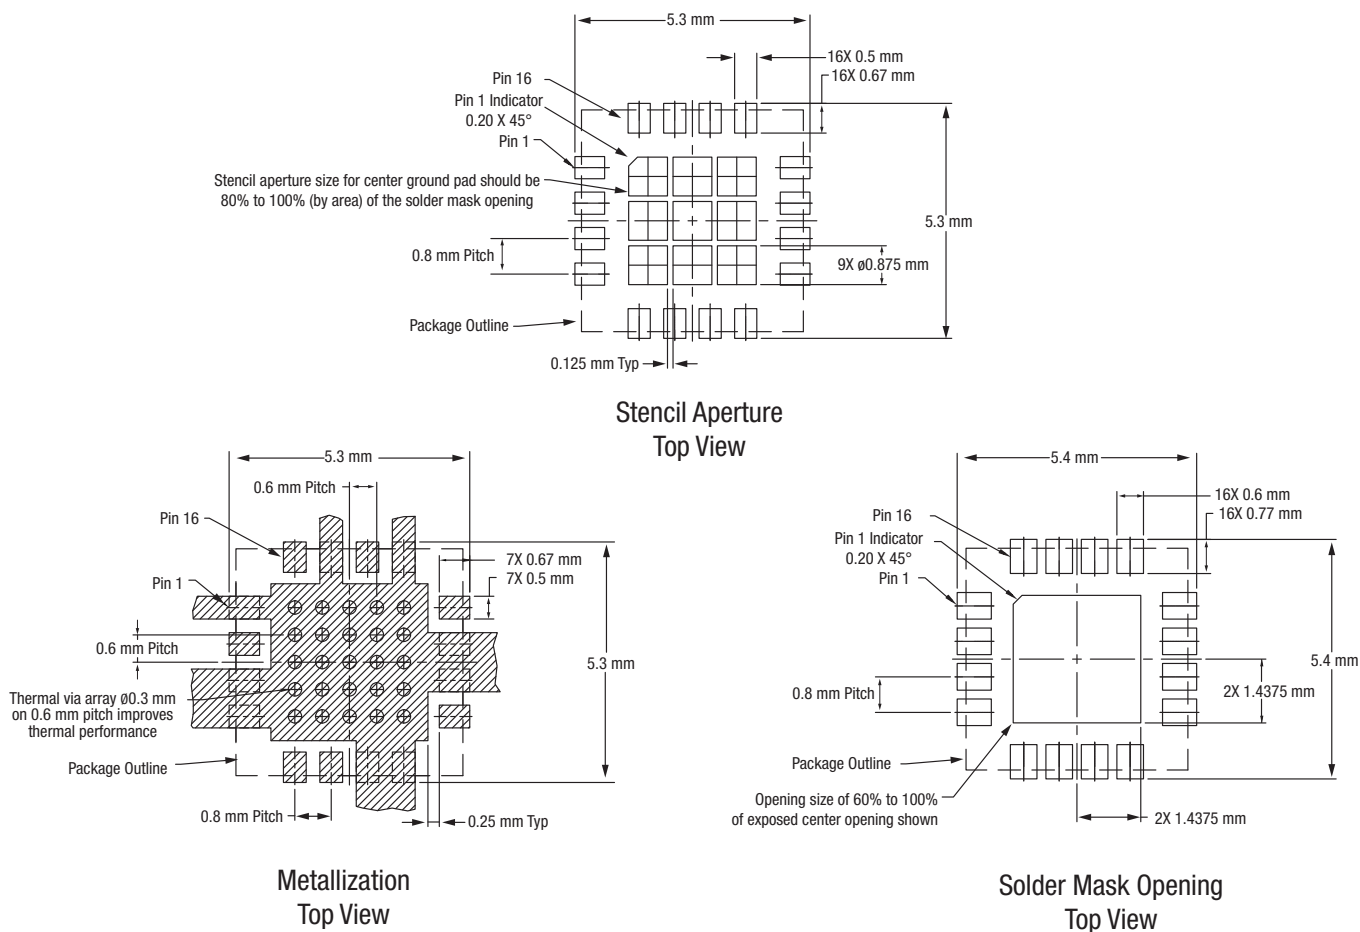 5.3 mm
16X 0.5 mm
16X 0.67 mm
Pin 16
Pin 1 Indicator
0.20 X 45°
Pin 1
Stencil aperture size for center ground pad should be
80% to 100% (by area) of the solder mask opening
5.3 mm
0.8 mm Pitch
9X ø0.875 mm
Package Outline
0.125 mm Typ
Stencil Aperture
Top View
5.3 mm
0.6 mm Pitch
Pin 16
7X 0.67 mm
7X 0.5 mm
Pin 1
0.6 mm Pitch
5.3 mm
Thermal via array ø0.3 mm
on 0.6 mm pitch improves
thermal performance
Package Outline
0.8 mm Pitch
0.25 mm Typ
Metallization
Top View
5.4 mm
16X 0.6 mm
16X 0.77 mm
Pin 16
Pin 1 Indicator
0.20 X 45°
Pin 1
5.4 mm
0.8 mm Pitch
2X 1.4375 mm
Package Outline
Opening size of 60% to 100%
of exposed center opening shown
2X 1.4375 mm
Solder Mask Opening
Top View